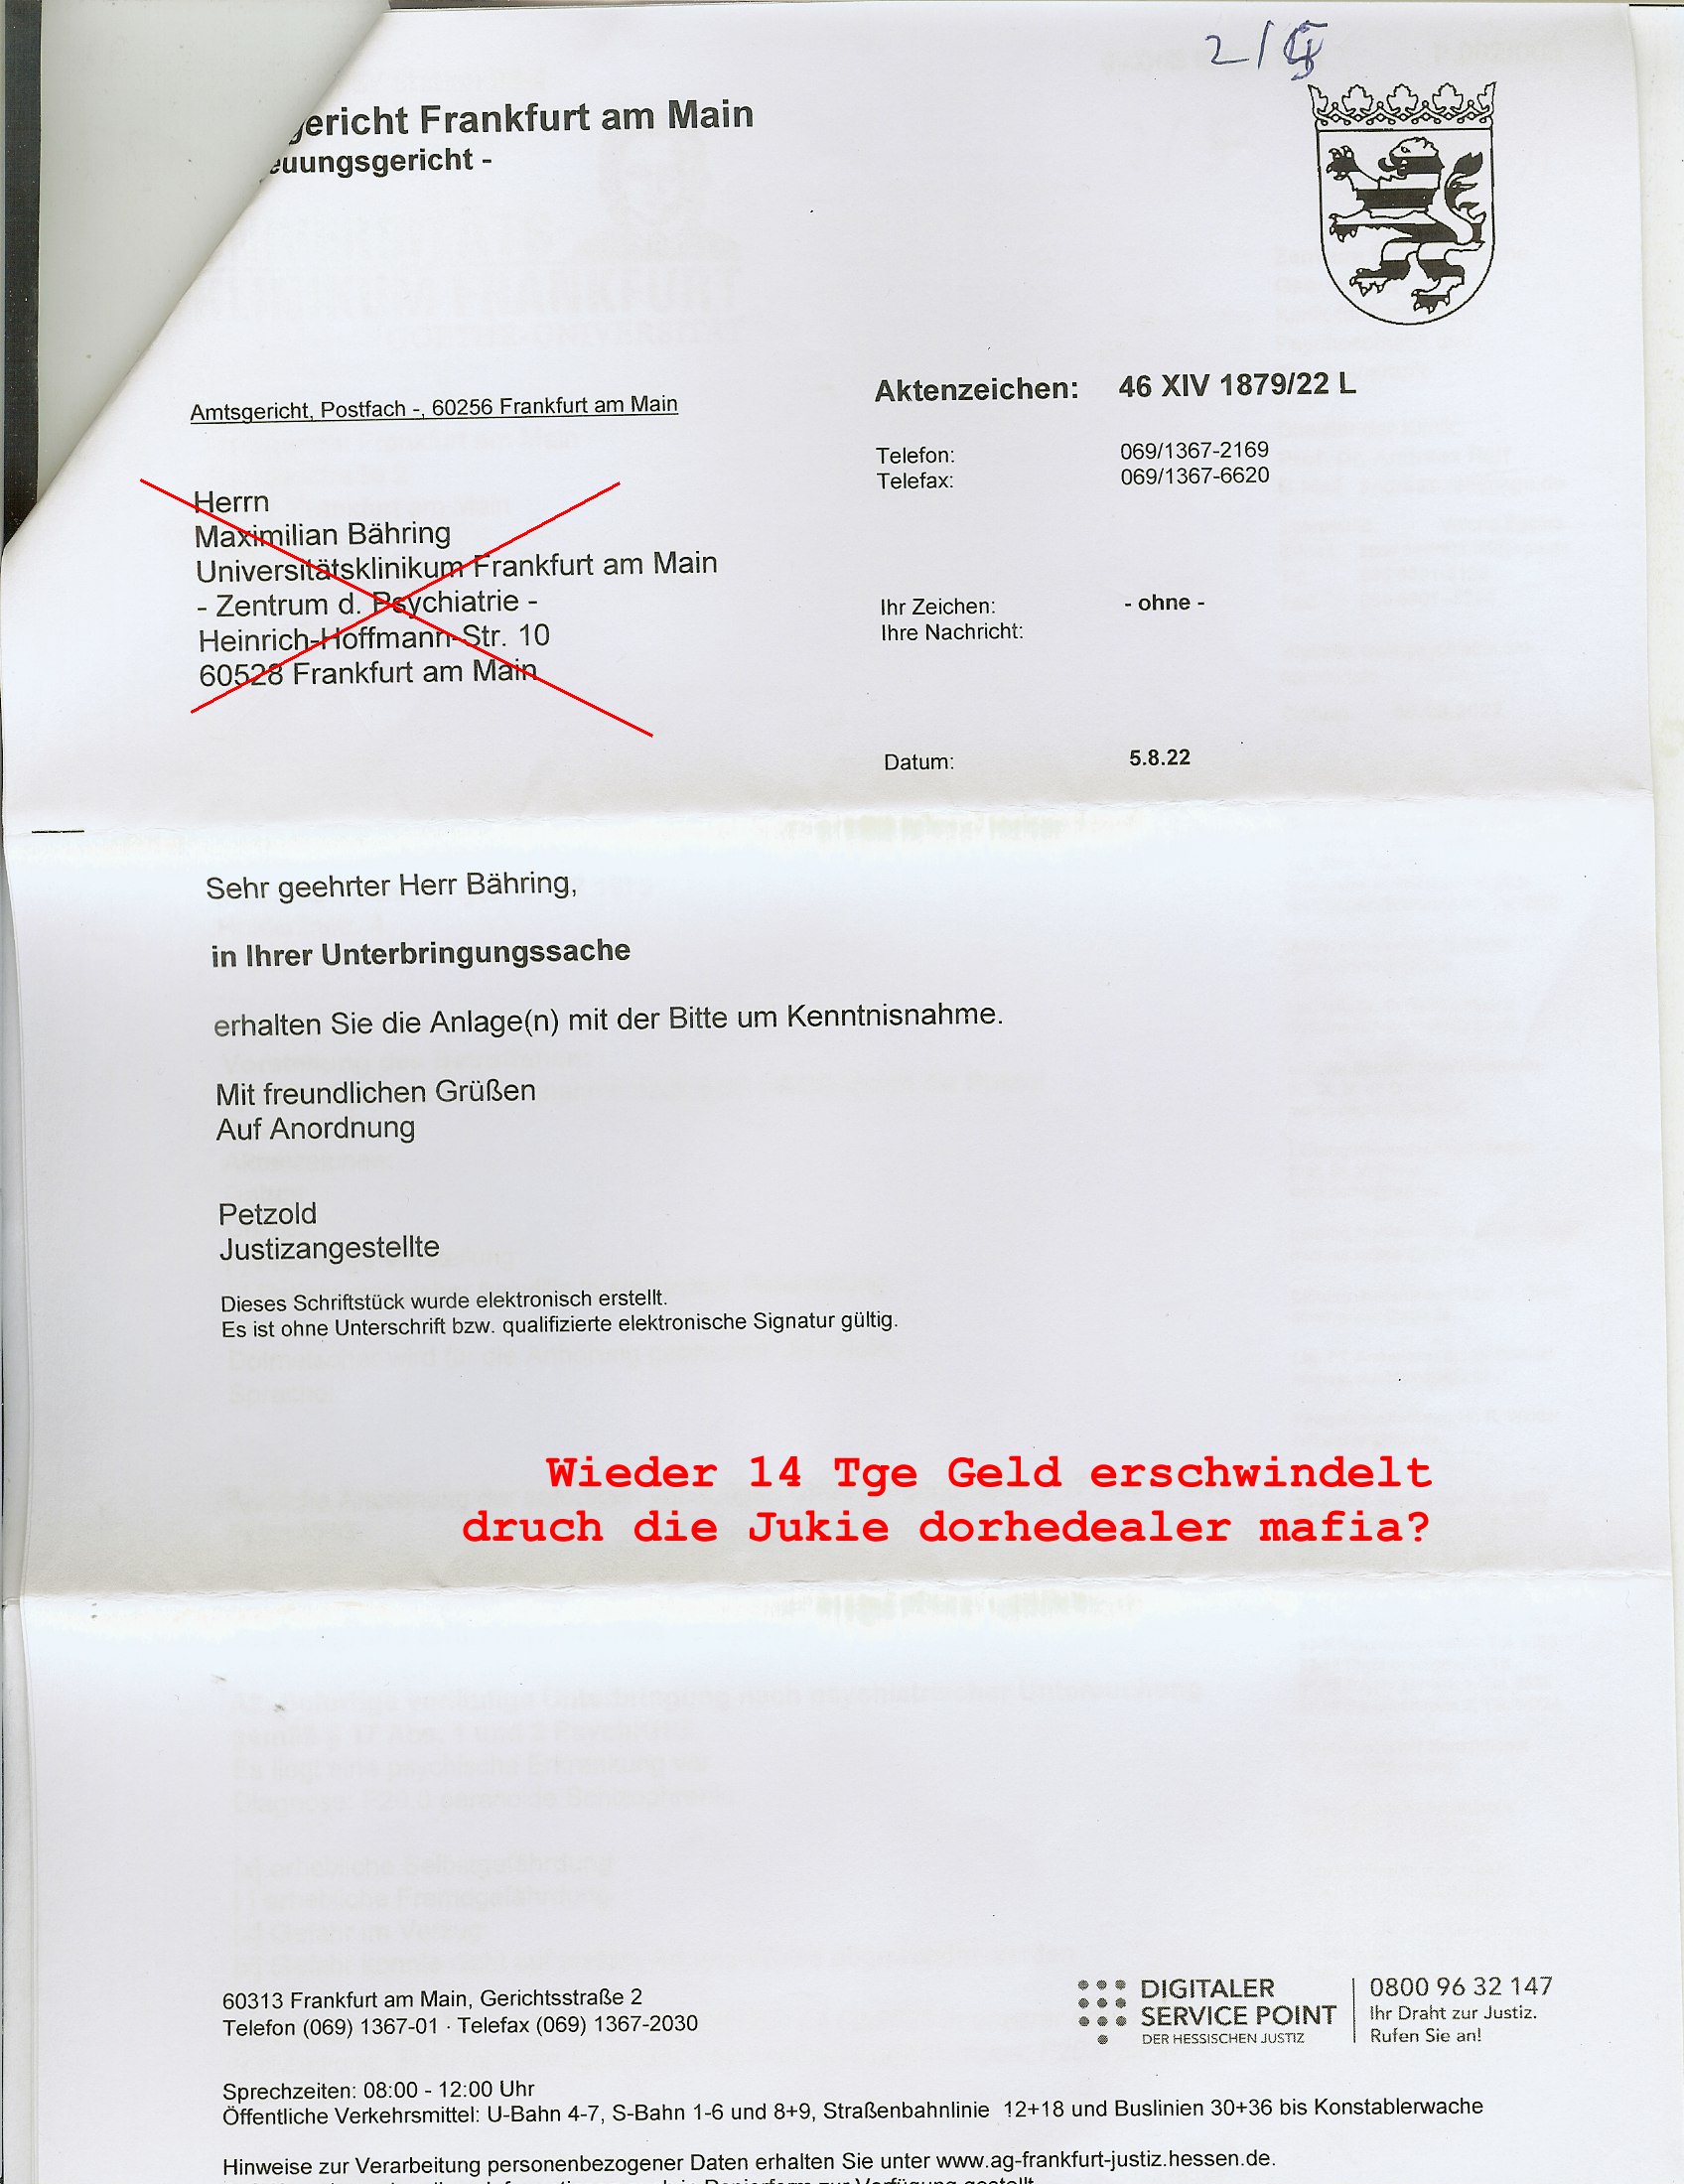 gericht Frankfurt am Main
euungsgericht -
Amtsgericht, Postfach -, 60256 Frankfurt am Main
Aktenzeichen: 46 XIV 1879/22 L
Telefon: 069/1367-2169
Telefax: 069/1367-6620
Herrn
Maximilian Bähring
Universitätsklinikum Frankfurt am Main
- Zentrum d. Psychiatrie -
Heinrich-Hoffmann-Str. 10
60528 Frankfurt am Main
Ihr Zeichen: - ohne -
Ihre Nachricht:
Datum: 5.8.22
Sehr geehrter Herr Bähring,
in Ihrer Unterbringungssache
erhalten Sie die Anlage(n) mit der Bitte um Kenntnisnahme.
Mit freundlichen Grüßen
Auf Anordnung
Petzold
Justizangestellte
Dieses Schriftstück wurde elektronisch erstellt.
Es ist ohne Unterschrift bzw. qualifizierte elektronische Signatur gültig.
Wieder 14 Tge Geld erschwindelt
druch die Jukie dorhedealer mafia?
60313 Frankfurt am Main, Gerichtsstraße 2
Telefon (069) 1367-01 · Telefax (069) 1367-2030
DIGITALER
SERVICE POINT
DER HESSISCHEN JUSTIZ
0800 96 32 147
Ihr Draht zur Justiz.
Rufen Sie an!
Sprechzeiten: 08:00 - 12:00 Uhr
Öffentliche Verkehrsmittel: U-Bahn 4-7, S-Bahn 1-6 und 8+9, Straßenbahnlinie 12+18 und Buslinien 30+36 bis Konstablerwache
Hinweise zur Verarbeitung personenbezogener Daten erhalten Sie unter www.ag-frankfurt-justiz.hessen.de.